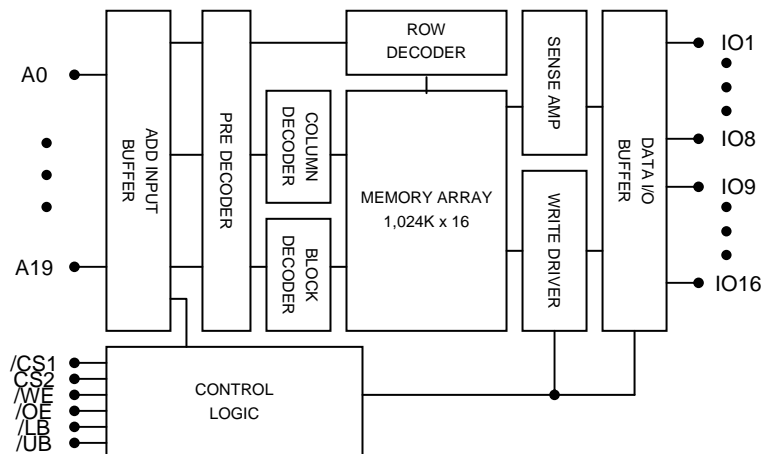 A0
A19
ADD INPUT
BUFFER
PRE DECODER
COLUMN
DECODER
BLOCK
DECODER
ROW
DECODER
MEMORY ARRAY
1,024K x 16
SENSE AMP
WRITE DRIVER
DATA I/O
BUFFER
IO1
IO8
IO9
IO16
/CS1
CS2
/WE
/OE
/LB
/UB
CONTROL
LOGIC